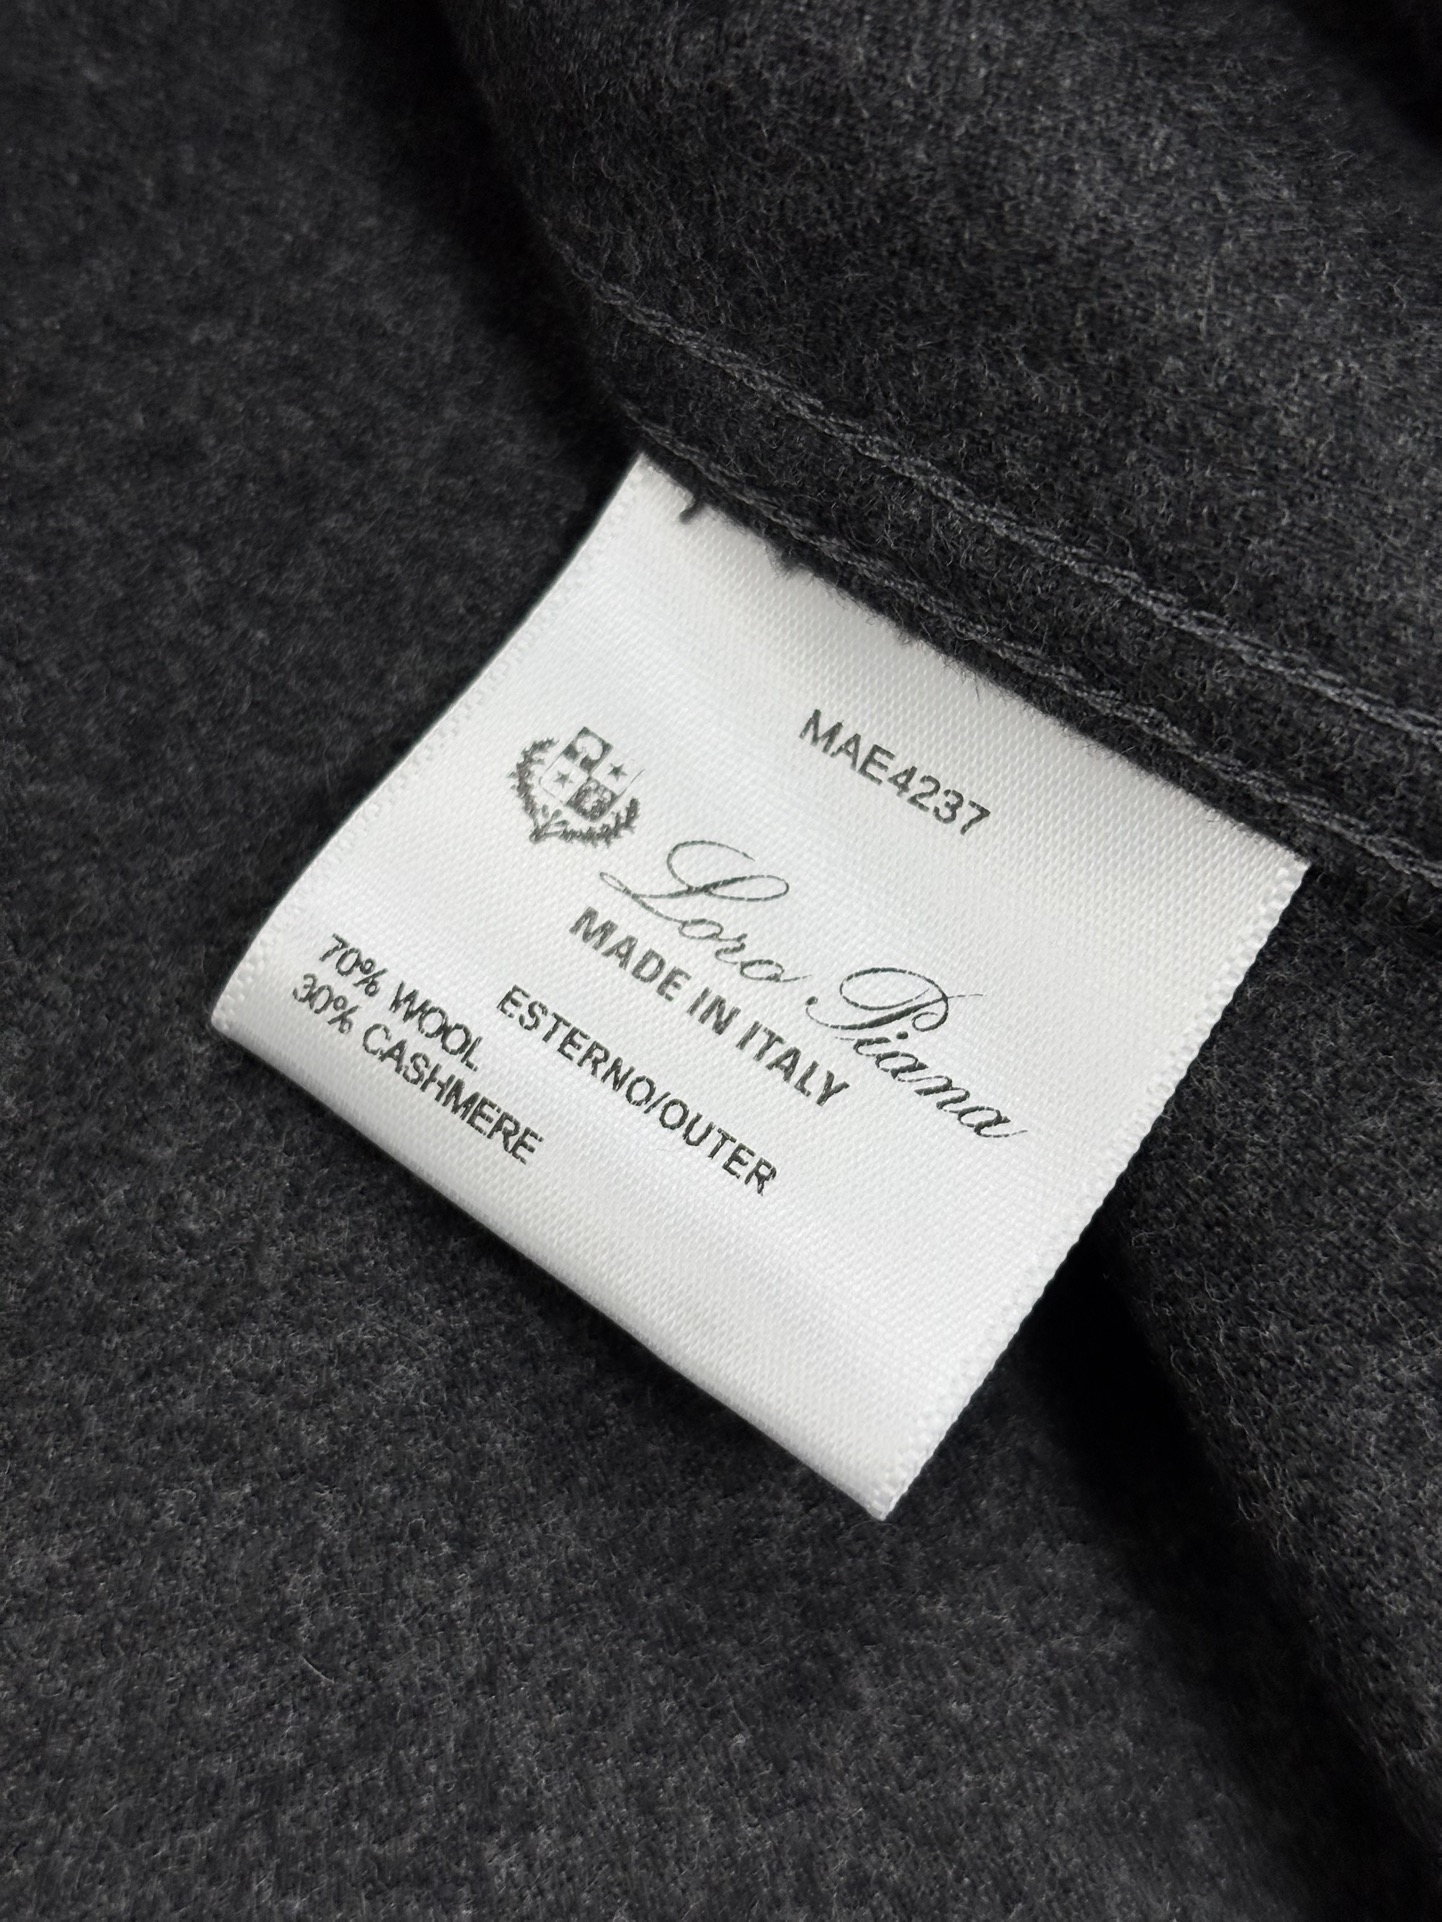 MAE4237
Loro Piana
MADE IN ITALY
ESTERNO/OUTER
70% WOOL
30% CASHMERE